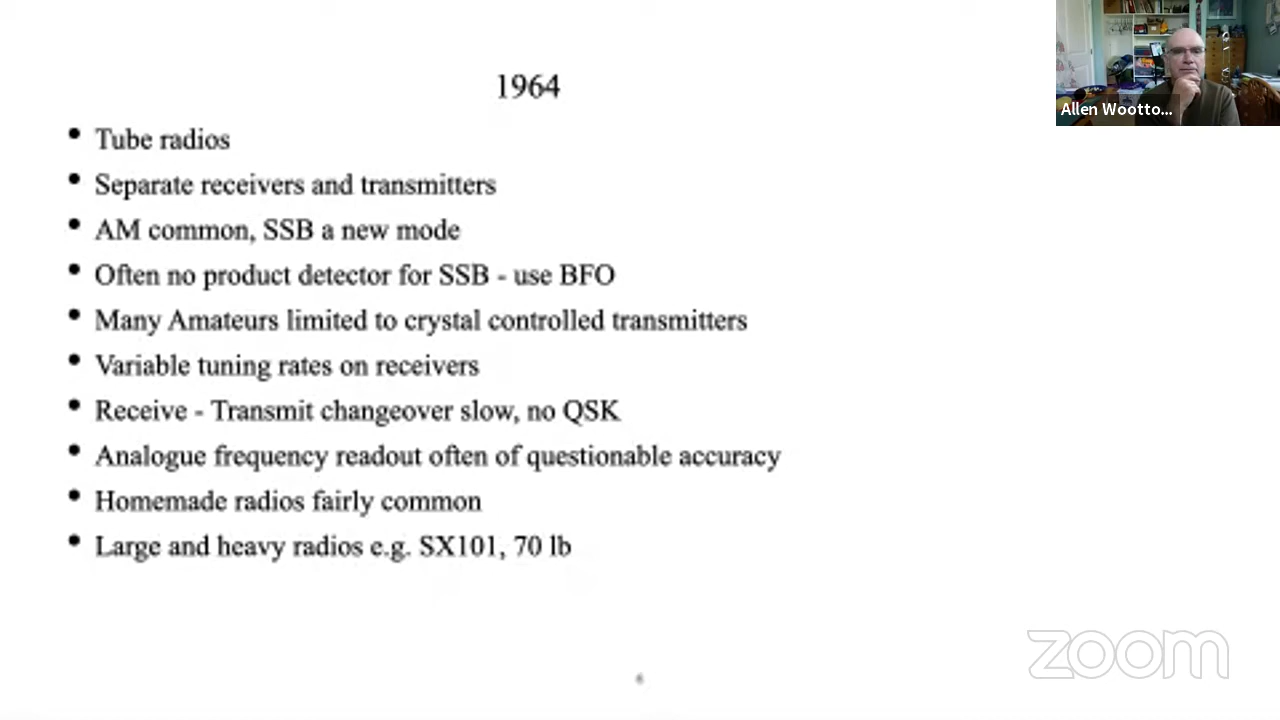 1964
• Tube radios
• Separate receivers and transmitters
• AM common, SSB a new mode
• Often no product detector for SSB - use BFO
• Many Amateurs limited to crystal controlled transmitters
• Variable tuning rates on receivers
• Receive - Transmit changeover slow, no QSK
• Analogue frequency readout often of questionable accuracy
• Homemade radios fairly common
• Large and heavy radios e.g. SX101, 70 lb
Allen Wootto...
zoom